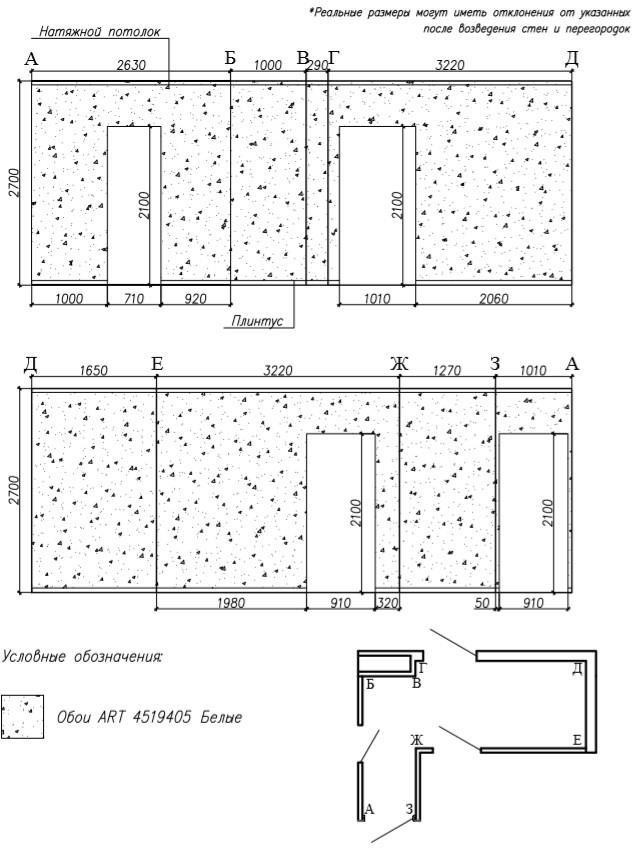 *Реальные размеры могут иметь отклонения от указанных
после возведения стен и перегородок
Натяжной потолок
А Б В Г Д
2630 1000 290 3220
2700
2100
2100
1000 710 920 1010 2060
Плинтус
Д Е Ж З А
1650 3220 1270 1010
2700
2100
2100
1980 910 320 50 910
Условные обозначения:
Обои ART 4519405 Белые
Г Д
Б В
Ж Е
А З